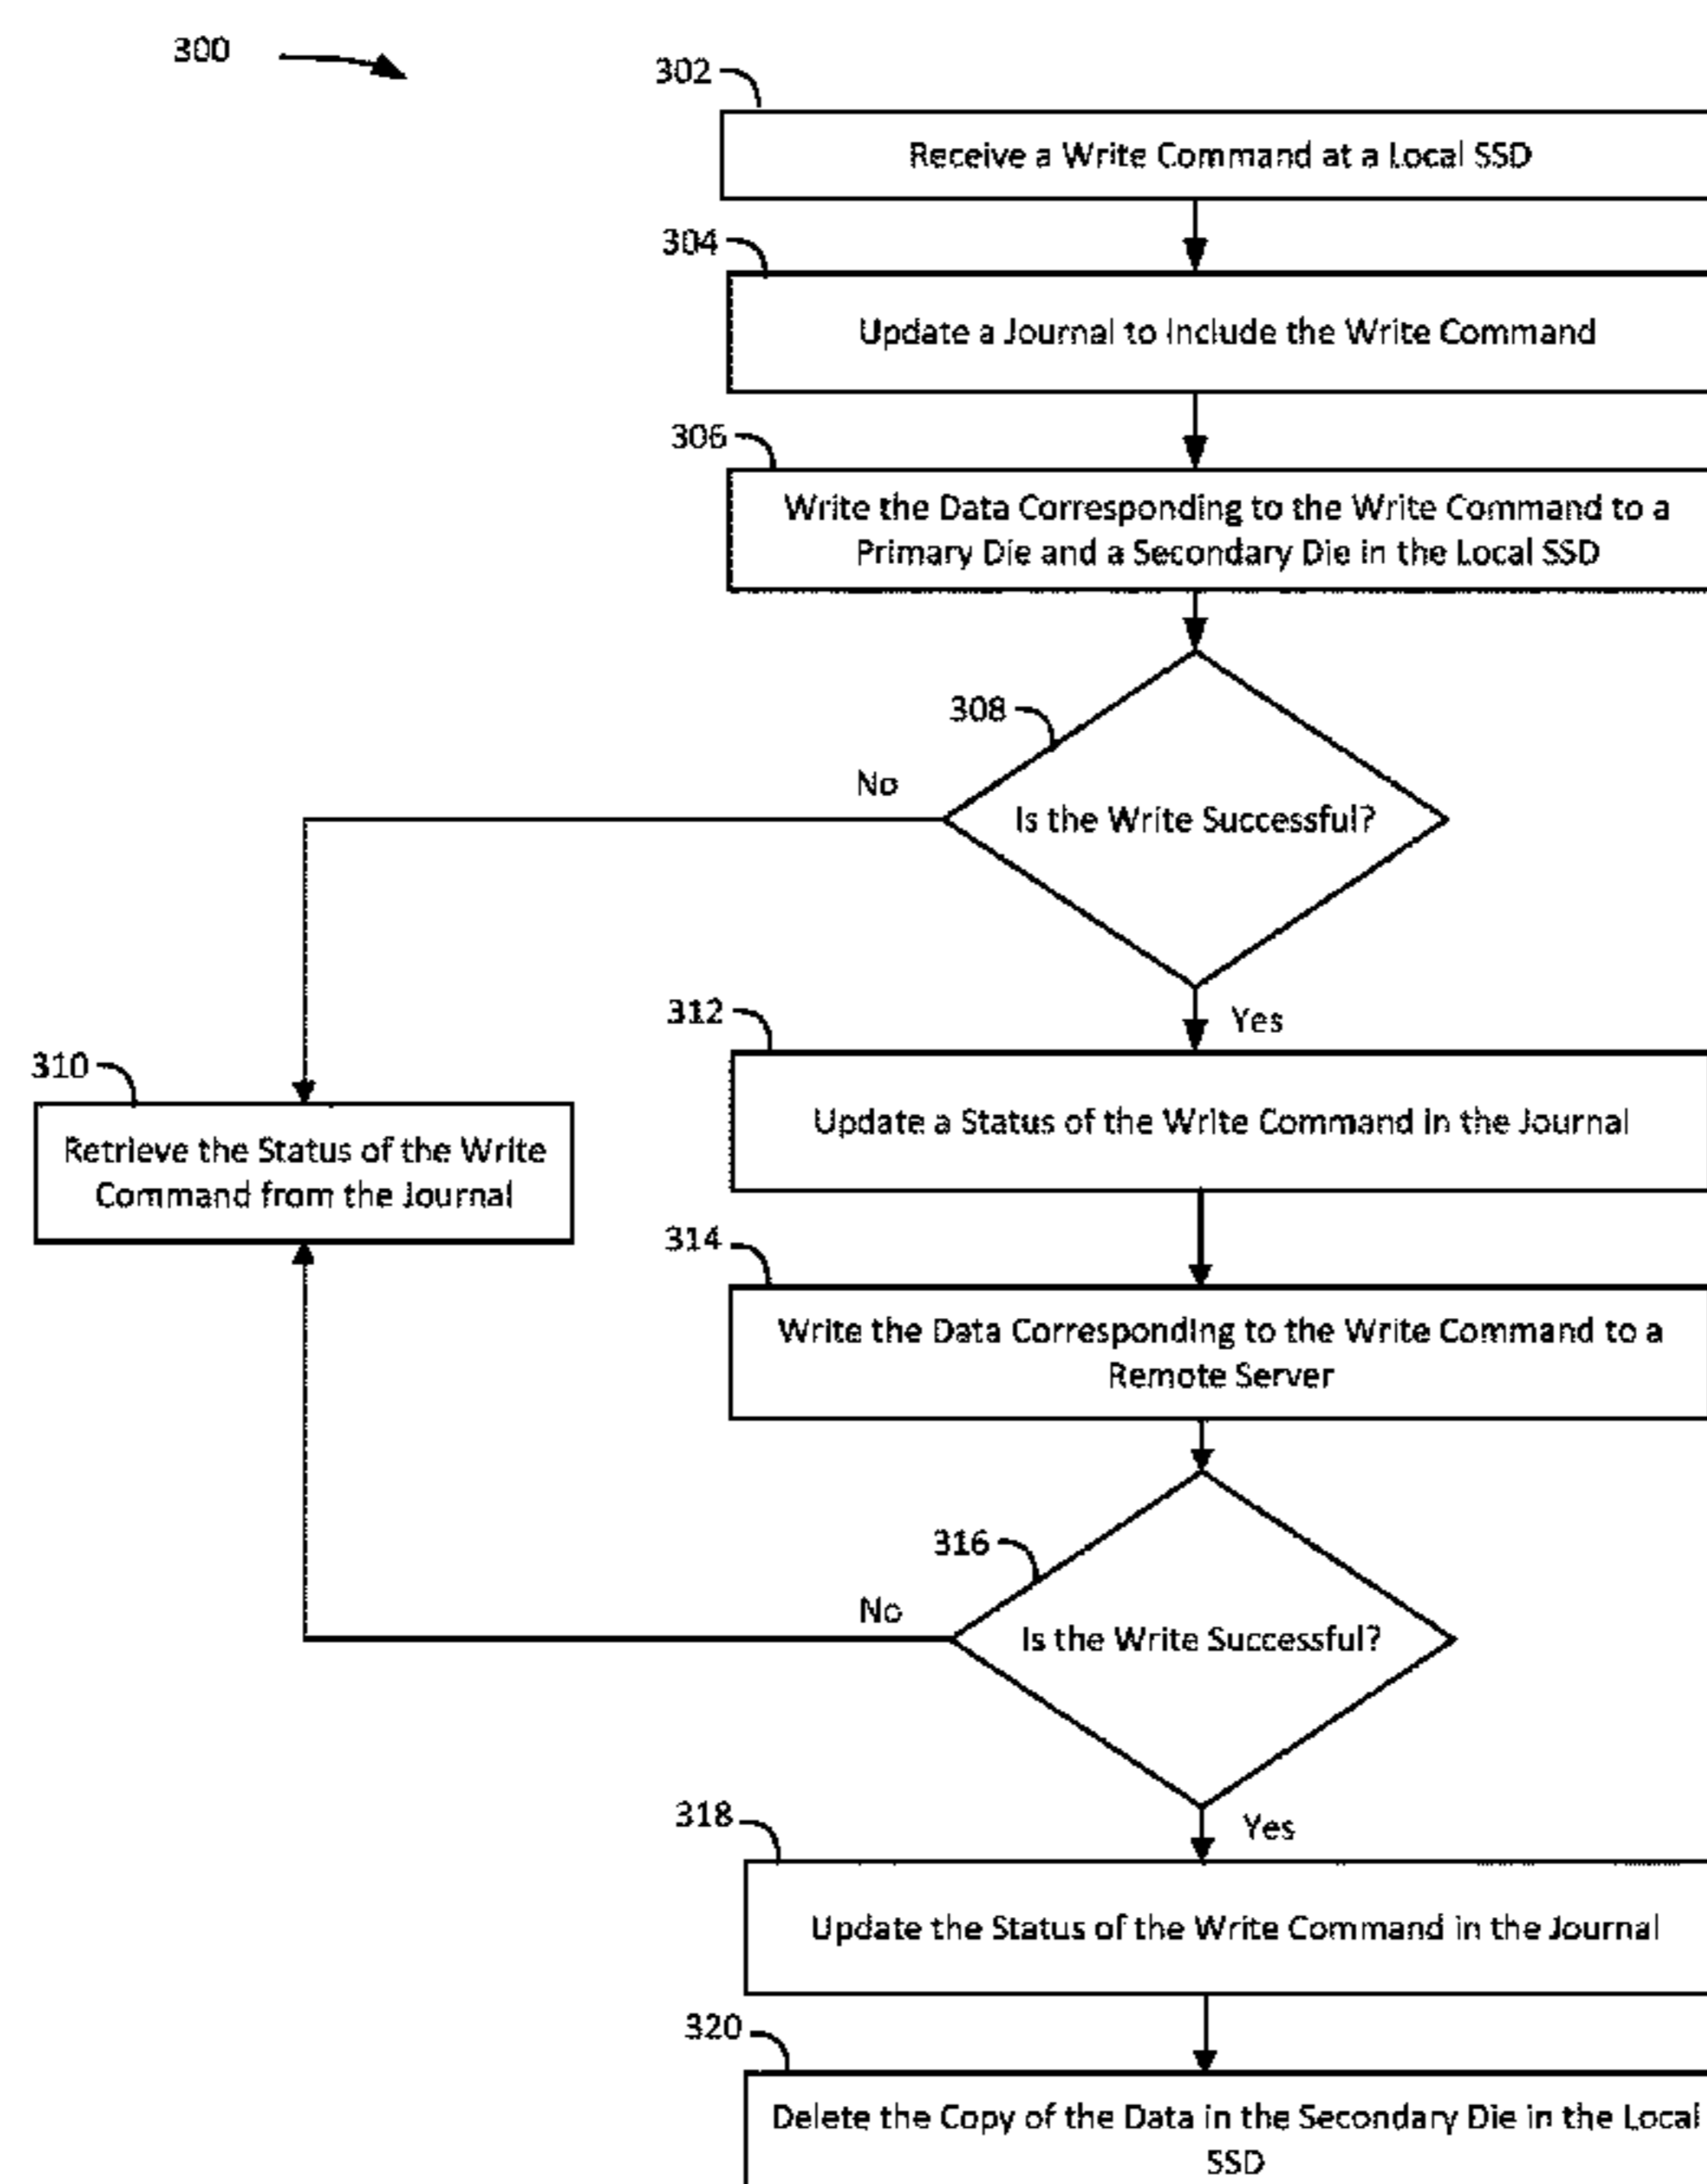 300
302
Receive a Write Command at a Local SSD
304
Update a Journal to Include the Write Command
306
Write the Data Corresponding to the Write Command to a
Primary Die and a Secondary Die in the Local SSD
308
No
Is the Write Successful?
Yes
312
Update a Status of the Write Command in the Journal
310
Retrieve the Status of the Write
Command from the Journal
314
Write the Data Corresponding to the Write Command to a
Remote Server
316
No
Is the Write Successful?
Yes
318
Update the Status of the Write Command in the Journal
320
Delete the Copy of the Data in the Secondary Die in the Local
SSD